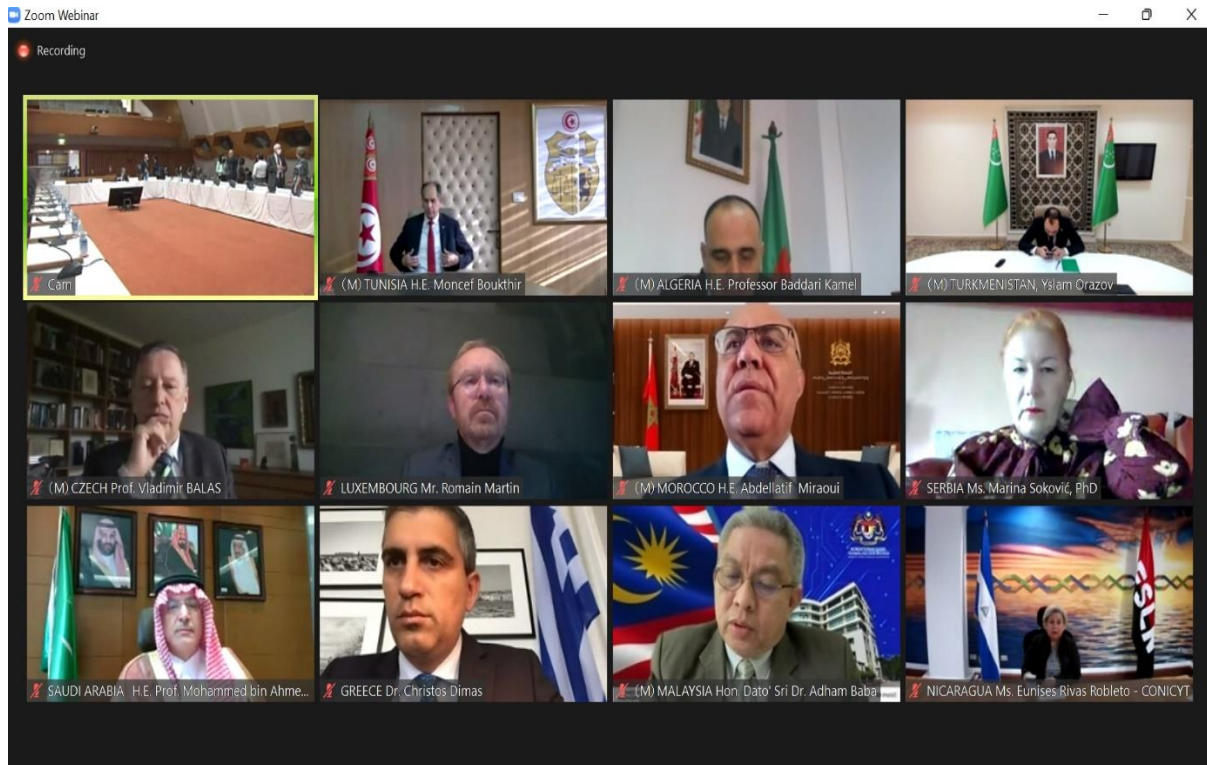 Zoom Webinar
Recording
Cam
(M) TUNISIA H.E. Moncef Boukthir
(M) ALGERIA H.E. Professor Baddari Kamel
(M) TURKMENISTAN, Yslam Orazov
(M) CZECH Prof. Vladimir BALAS
LUXEMBOURG Mr. Romain Martin
(M) MOROCCO H.E. Abdellatif Miraoui
SERBIA Ms. Marina Soković, PhD
SAUDI ARABIA H.E. Prof. Mohammed bin Ahme...
GREECE Dr. Christos Dimas
(M) MALAYSIA Hon. Dato' Sri Dr. Adham Baba
NICARAGUA Ms. Eunises Rivas Robleto - CONICYT
FSLN